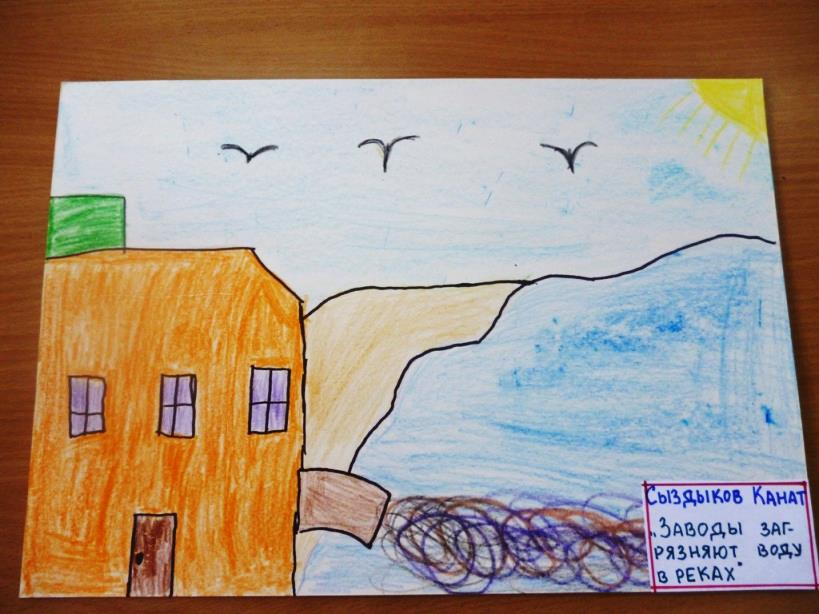 Сыздыков Канат
„Заводы заг-
рязняют воду
в реках"